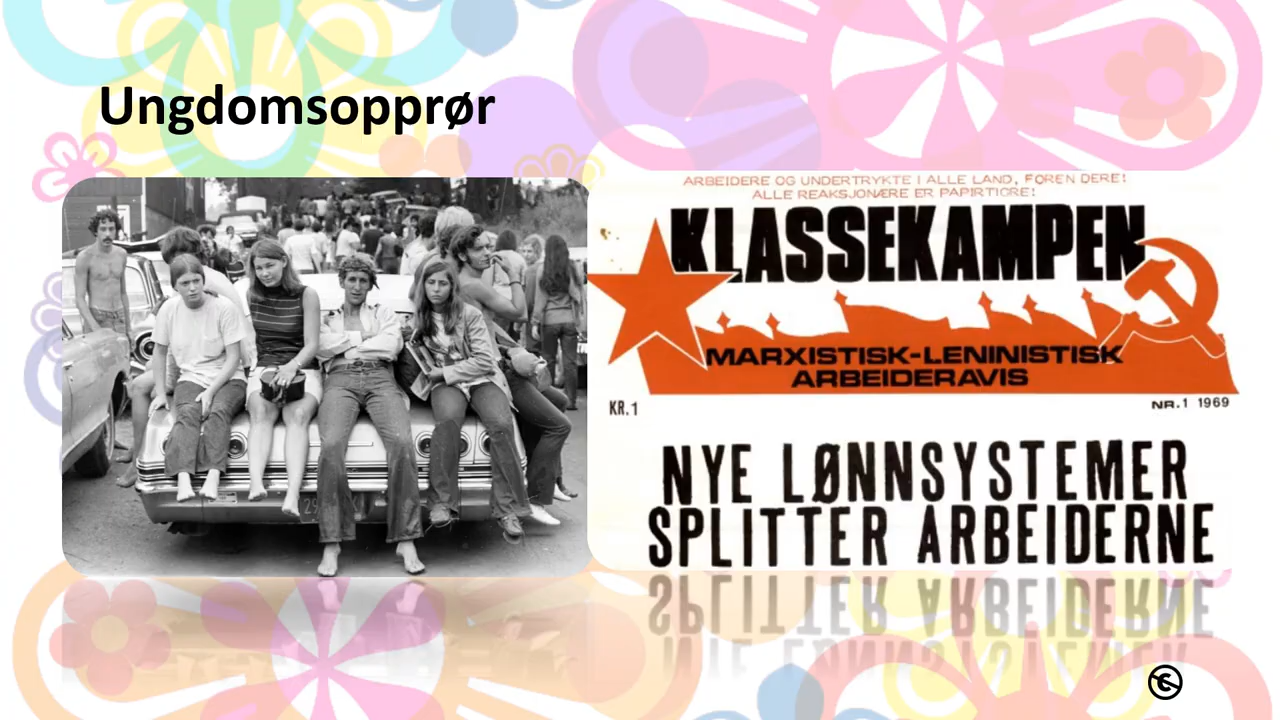 Ungdomsopprør
ARBEIDERE OG UNDERTRYKTE I ALLE LAND, FOREN DERE!
ALLE REAKSJONÆRE ER PAPIRTIGRE!
KLASSEKAMPEN
MARXISTISK-LENINISTISK
ARBEIDERAVIS
KR.1
NR.1 1969
NYE LØNNSYSTEMER
SPLITTER ARBEIDERNE